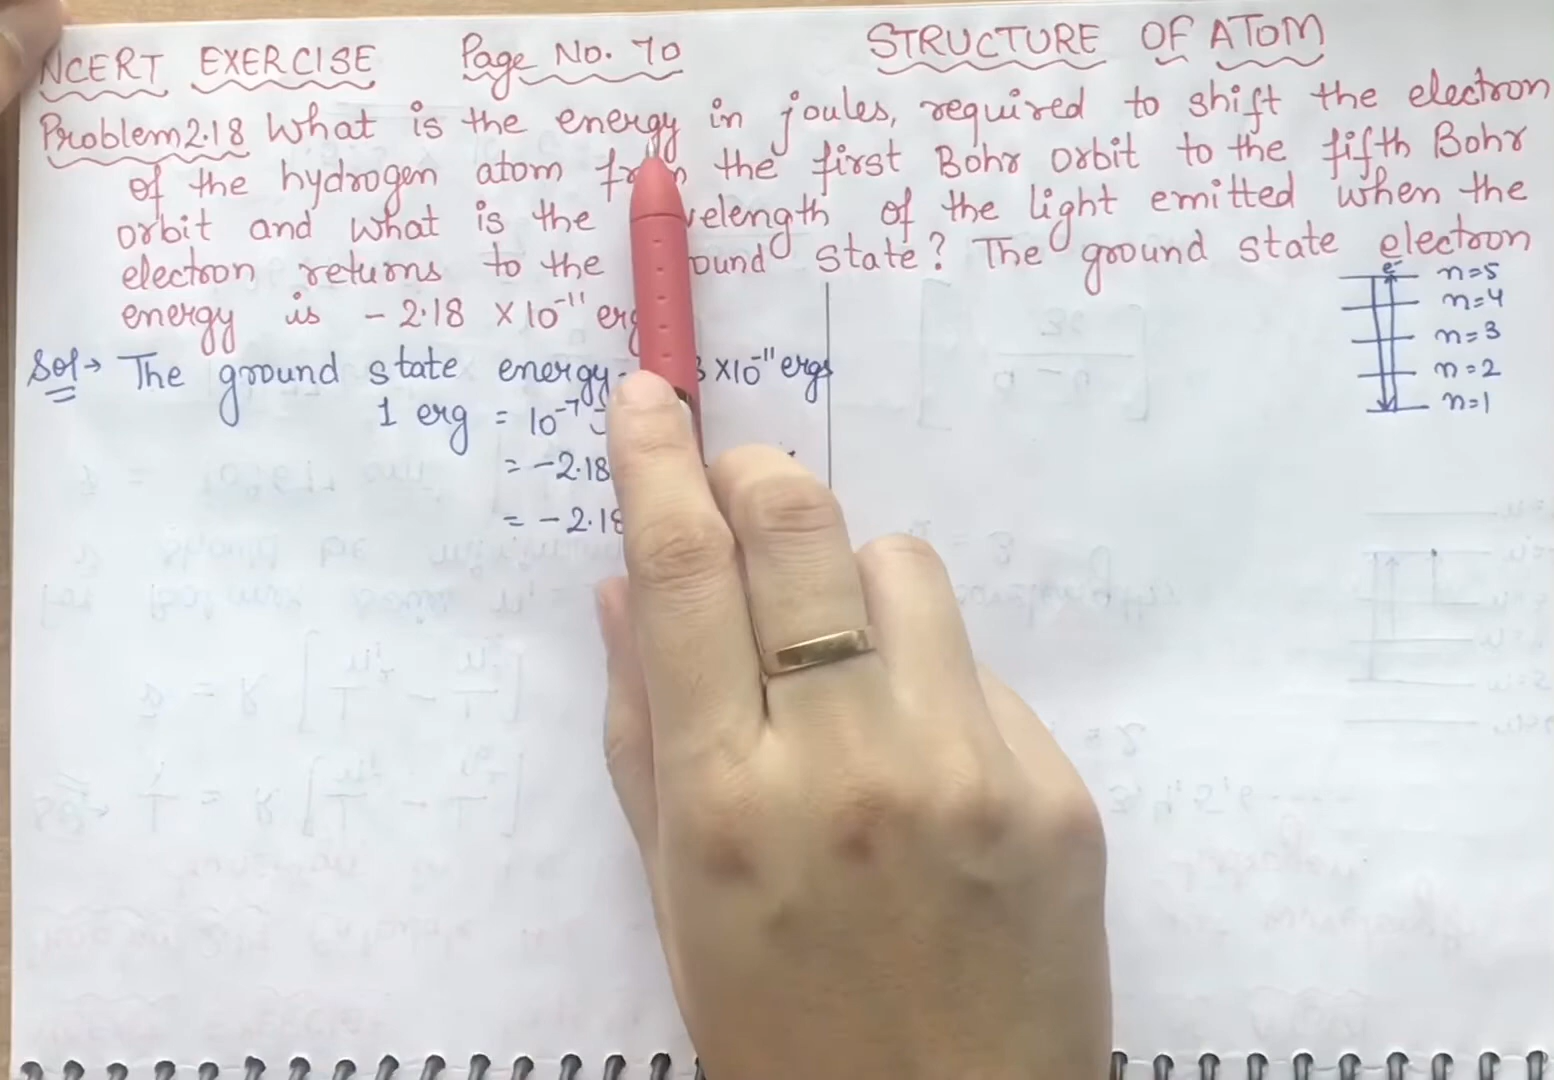 NCERT EXERCISE Page No. 70 STRUCTURE OF ATOM
Problem 2.18 What is the energy in joules, required to shift the electron
of the hydrogen atom the first Bohr orbit to the fifth Bohr
orbit and what is the velength of the light emitted when the
electron returns to the ound state? The ground state electron
energy is - 2.18 × 10⁻¹¹ erg
e⁻ n=5
n=4
n=3
n=2
n=1
Sol→ The ground state energy = × 10⁻¹¹ ergs
1 erg = 10⁻⁷
= -2.18
= -2.18